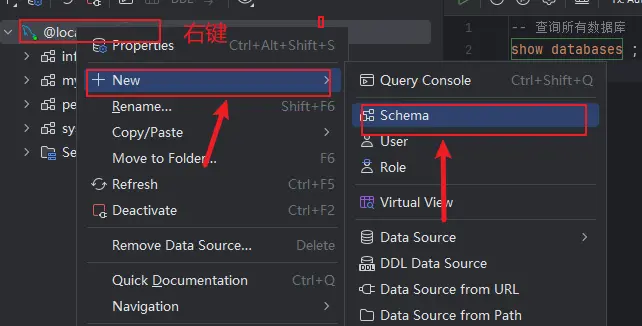 @loca
右键
inf
my
pe
sy
Se
Properties Ctrl+Alt+Shift+S
New
Rename... Shift+F6
Copy/Paste
Move to Folder... F6
Refresh Ctrl+F5
Deactivate Ctrl+F2
Remove Data Source... Delete
Quick Documentation Ctrl+Q
Navigation
Query Console Ctrl+Shift+Q
Schema
User
Role
Virtual View
Data Source
DDL Data Source
Data Source from URL
Data Source from Path
1 -- 查询所有数据库
2 show databases ;